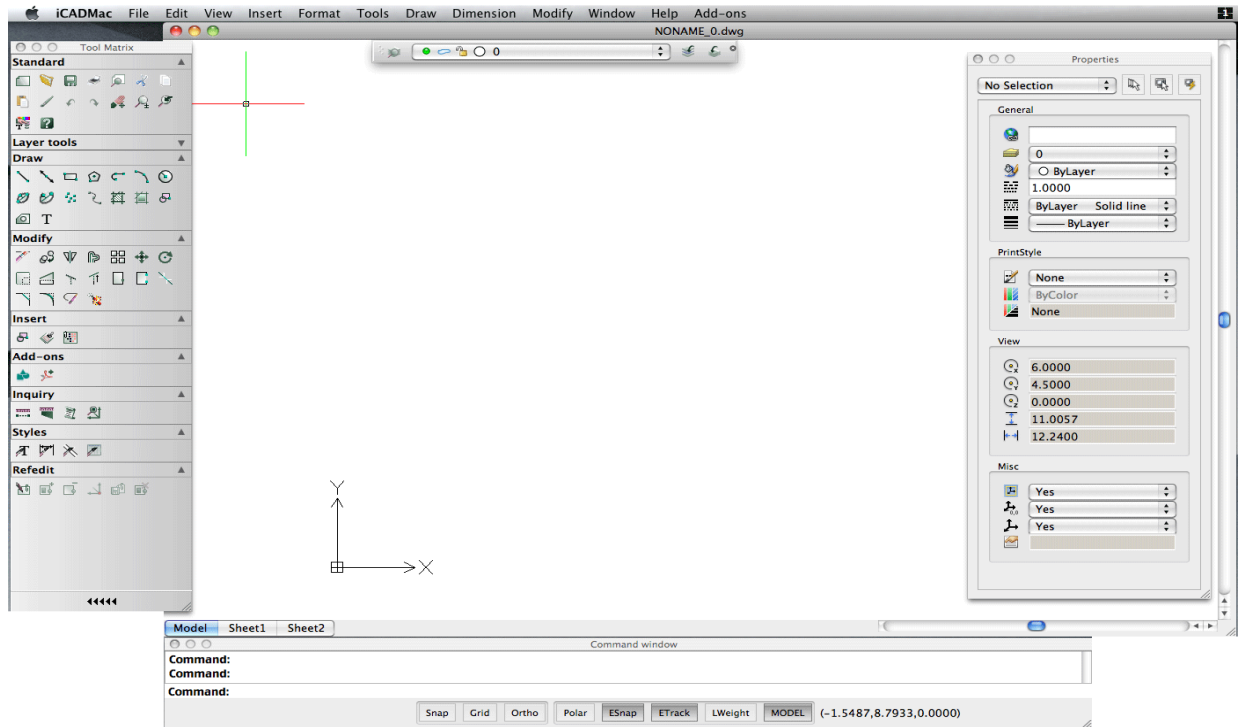 iCADMac File Edit View Insert Format Tools Draw Dimension Modify Window Help Add-ons 1
NONAME_0.dwg
Tool Matrix
Standard
Layer tools
Draw
T
Modify
Insert
Add-ons
Inquiry
Styles
Refedit
0
Properties
No Selection
General
0
ByLayer
1.0000
ByLayer Solid line
ByLayer
PrintStyle
None
ByColor
None
View
X 6.0000
Y 4.5000
Z 0.0000
11.0057
12.2400
Misc
Yes
0,0 Yes
Yes
Y
X
Model Sheet1 Sheet2
Command window
Command:
Command:
Command:
Snap Grid Ortho Polar ESnap ETrack LWeight MODEL (-1.5487,8.7933,0.0000)